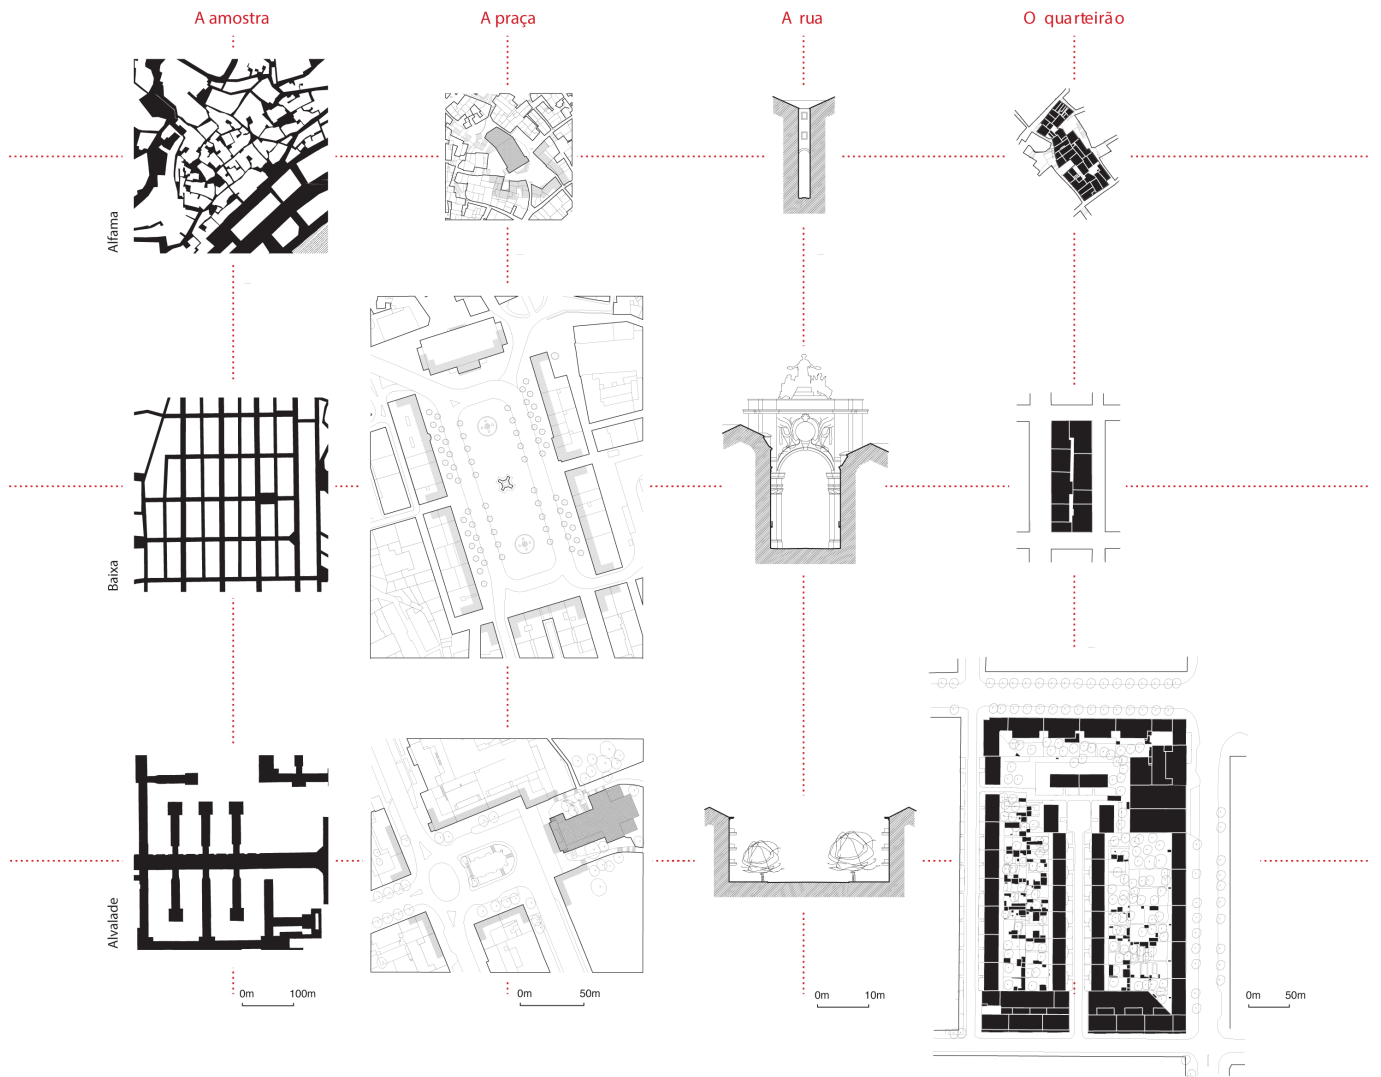 A amostra
A praça
A rua
O quarteirão
Alfama
Baixa
Alvalade
0m 100m
0m 50m
0m 10m
0m 50m